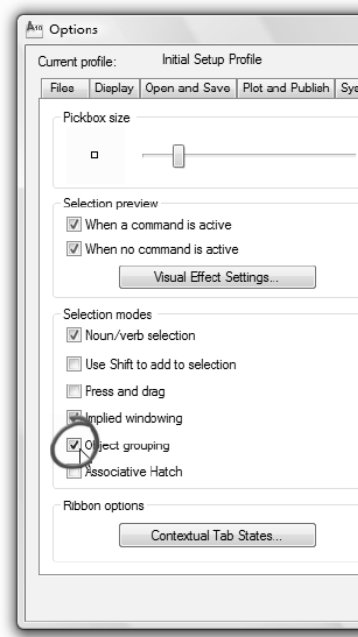 Options
Current profile: Initial Setup Profile
Files Display Open and Save Plot and Publish Sys
Pickbox size
Selection preview
When a command is active
When no command is active
Visual Effect Settings...
Selection modes
Noun/verb selection
Use Shift to add to selection
Press and drag
Implied windowing
Object grouping
Associative Hatch
Ribbon options
Contextual Tab States...